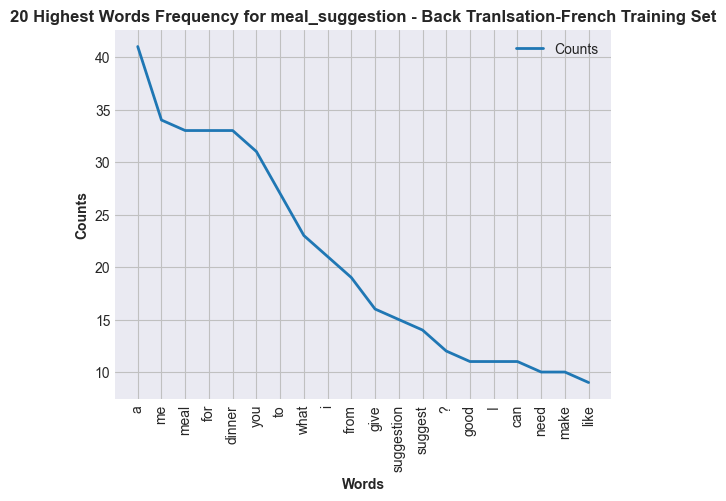 20 Highest Words Frequency for meal_suggestion - Back Tranlsation-French Training Set
Counts
40
35
30
25
20
15
10
Counts
a
me
meal
for
dinner
you
to
what
i
from
give
suggestion
suggest
?
good
I
can
need
make
like
Words